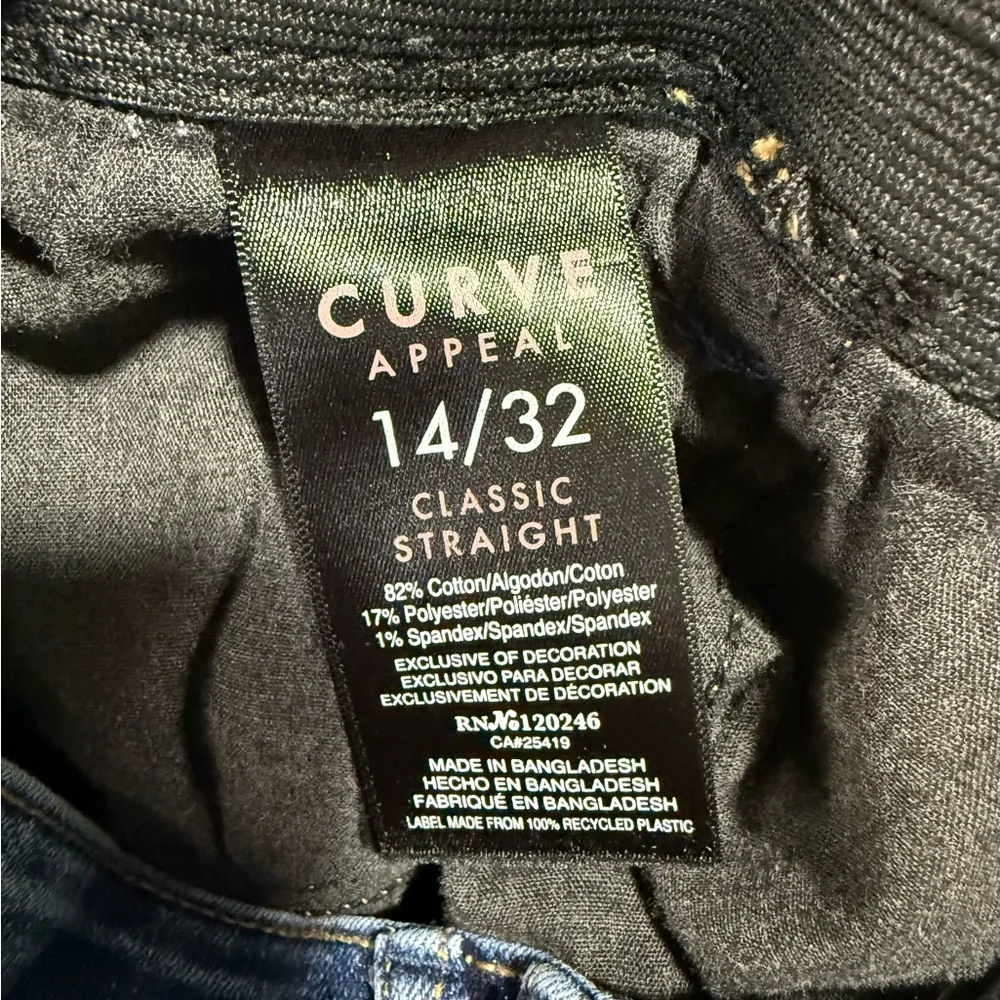 CURVE
APPEAL
14/32
CLASSIC
STRAIGHT
82% Cotton/Algodón/Coton
17% Polyester/Poliéster/Polyester
1% Spandex/Spandex/Spandex
EXCLUSIVE OF DECORATION
EXCLUSIVO PARA DECORAR
EXCLUSIVEMENT DE DÉCORATION
RN№120246
CA#25419
MADE IN BANGLADESH
HECHO EN BANGLADESH
FABRIQUÉ EN BANGLADESH
LABEL MADE FROM 100% RECYCLED PLASTIC